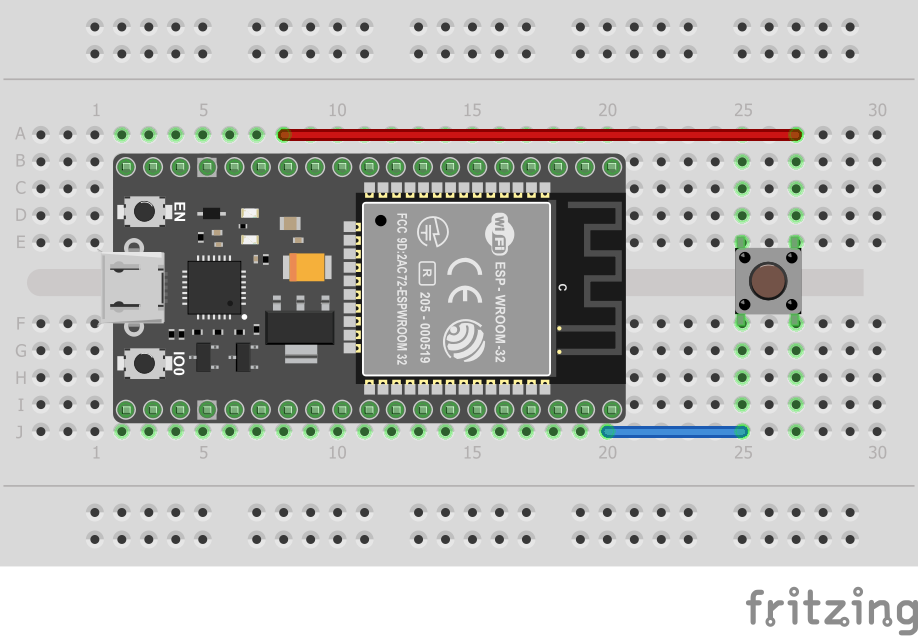 1 5 10 15 20 25 30
A
B
C
D
E
F
G
H
I
J
EN
IO0
FCC 9D:2AC72-ESPWROOM 32
R
205 - 000519
CE
WiFi
ESP - WROOM -32
C
1 5 10 15 20 25 30
fritzing